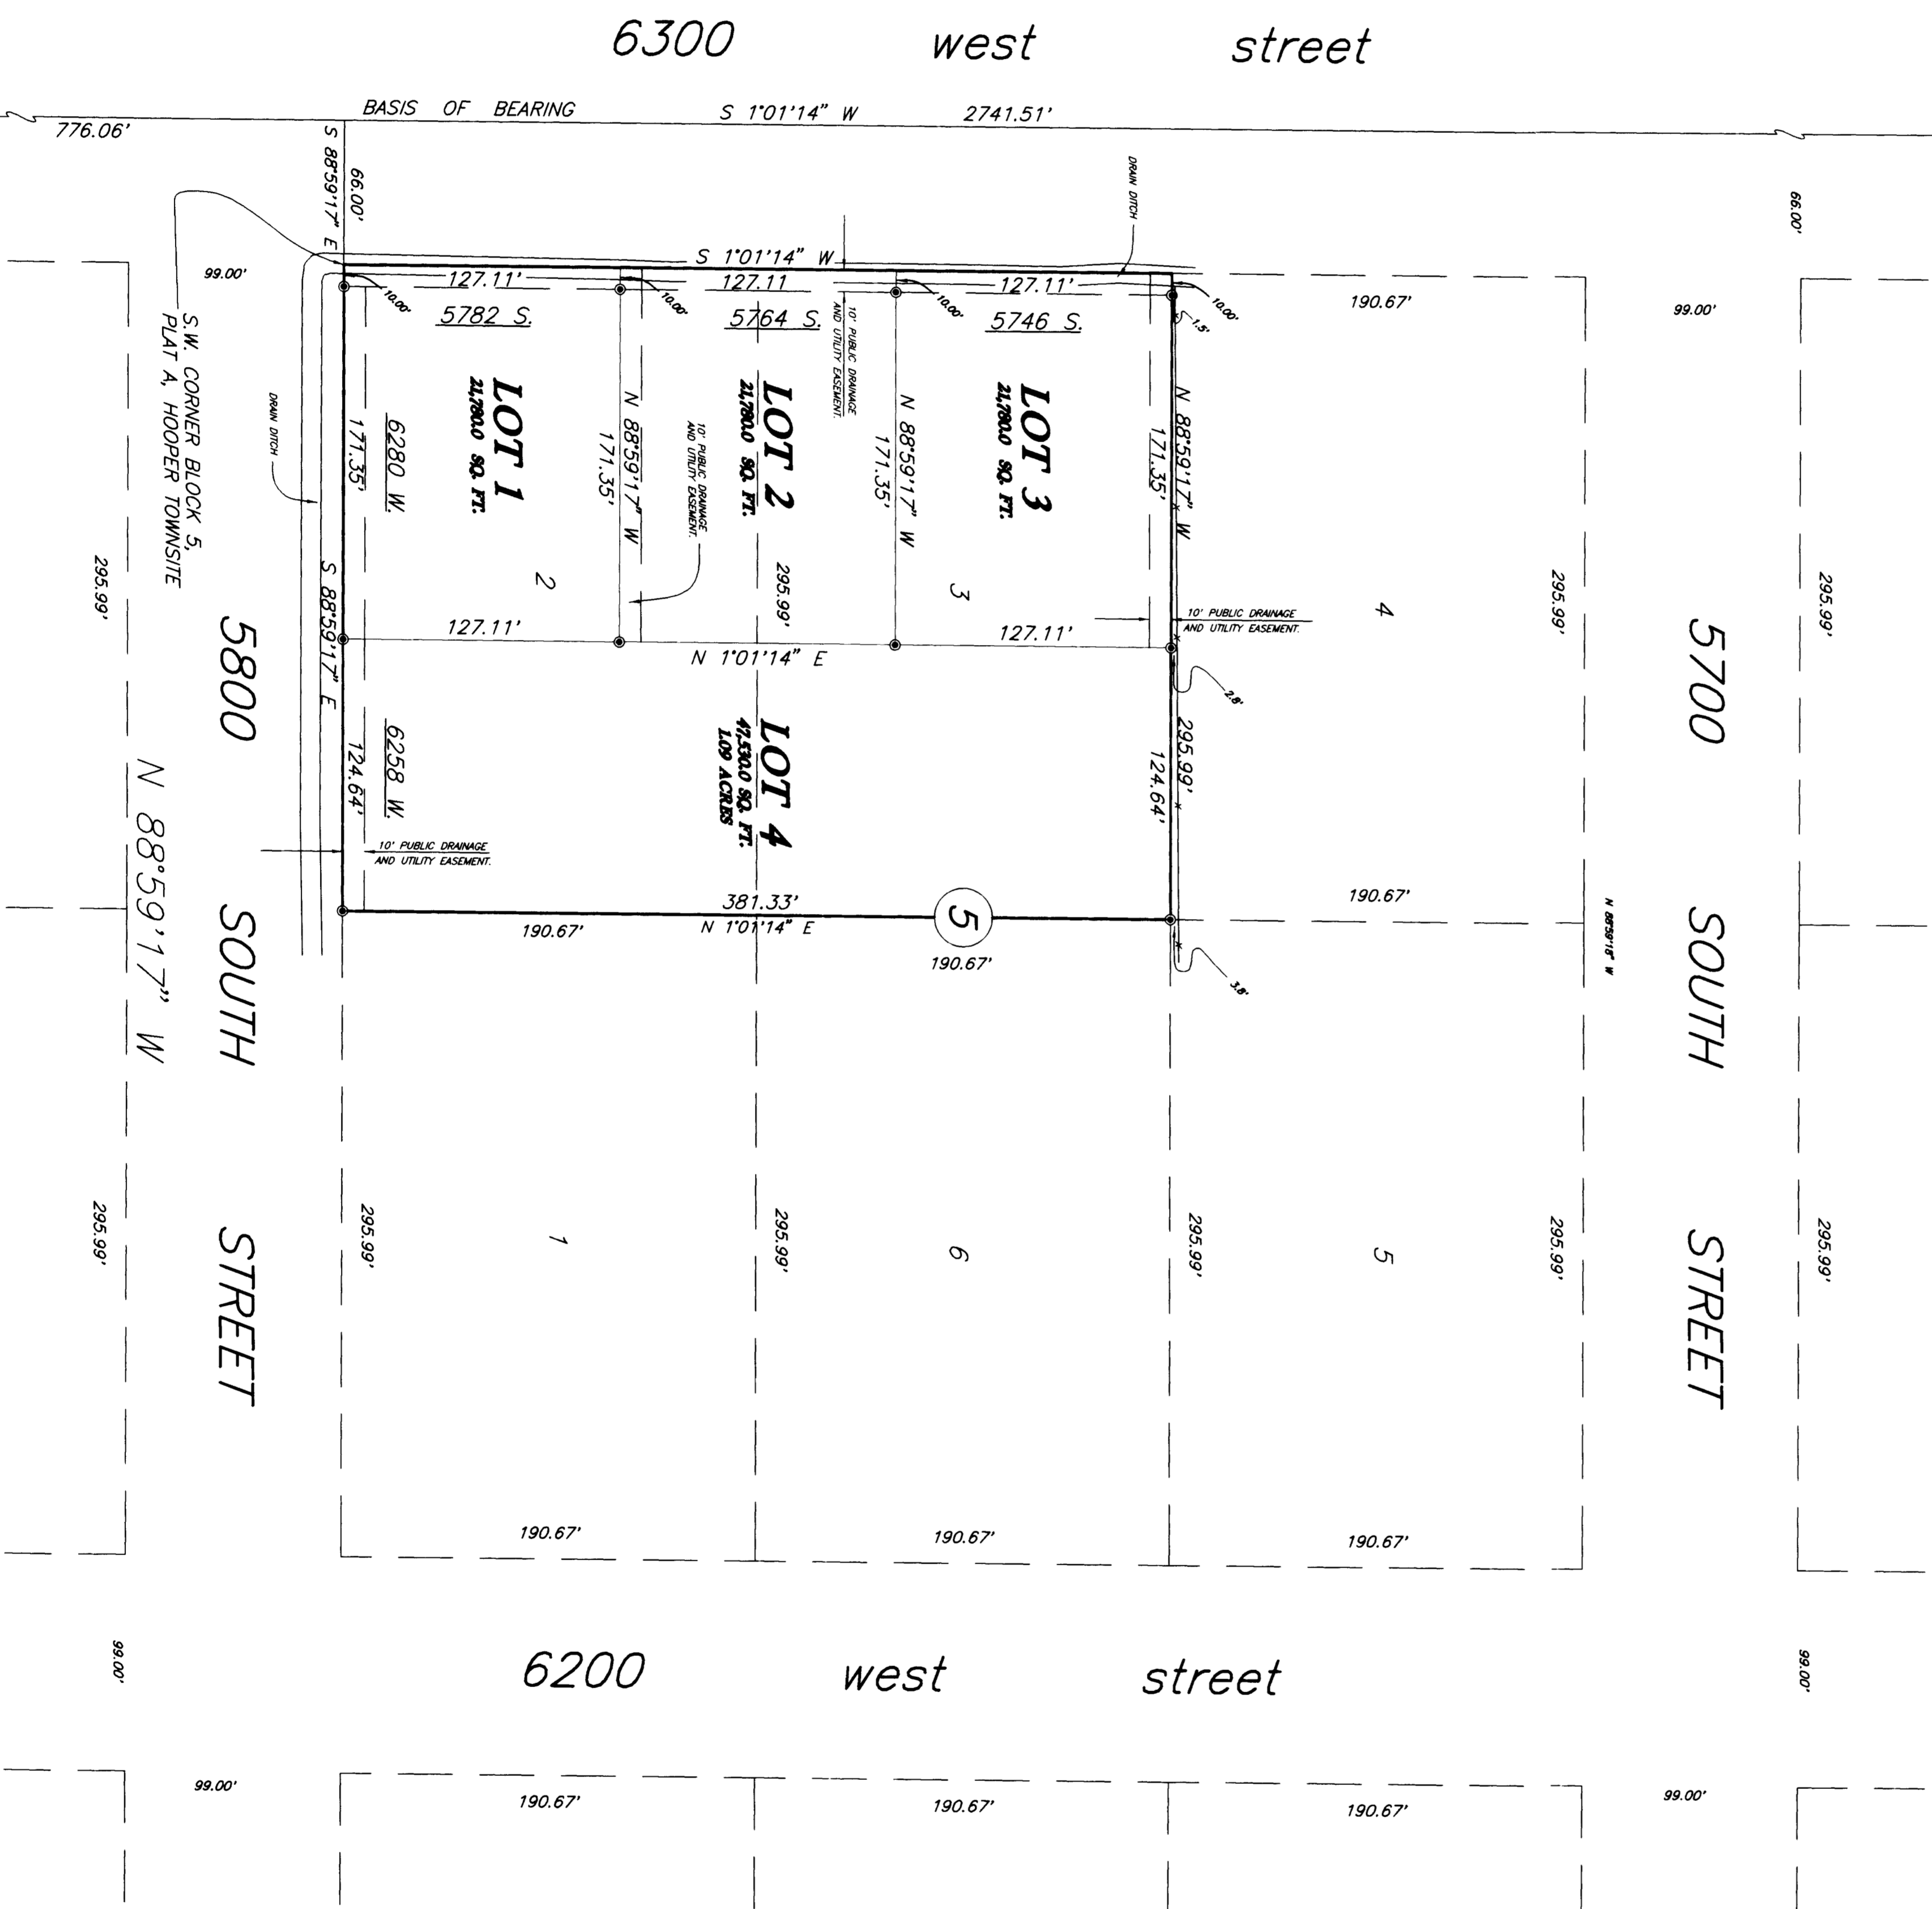 6300 west street
BASIS OF BEARING S 1°01'14" W 2741.51'
776.06'
S 88°59'17" E
66.00'
DRAIN DITCH
66.00'
S 1°01'14" W
99.00'
127.11'
127.11
127.11'
190.67'
99.00'
10.00'
10.00'
10.00'
10.00'
1.5'
5782 S.
5764 S.
5746 S.
S.W. CORNER BLOCK 5,
PLAT A, HOOPER TOWNSITE
DRAIN DITCH
10' PUBLIC DRAINAGE
AND UTILITY EASEMENT.
LOT 1
21,780.0 SQ. FT.
LOT 2
21,780.0 SQ. FT.
LOT 3
21,780.0 SQ. FT.
6280 W.
171.35'
N 88°59'17" W
171.35'
10' PUBLIC DRAINAGE
AND UTILITY EASEMENT.
N 88°59'17" W
171.35'
N 88°59'17" W
171.35'
295.99'
2
295.99'
3
10' PUBLIC DRAINAGE
AND UTILITY EASEMENT.
4
295.99'
295.99'
S 88°59'17" E
127.11'
127.11'
N 1°01'14" E
2.8'
295.99'
6258 W.
124.64'
LOT 4
47,530.0 SQ. FT.
1.09 ACRES
124.64'
10' PUBLIC DRAINAGE
AND UTILITY EASEMENT.
381.33'
N 1°01'14" E
190.67'
5
190.67'
190.67'
3.8'
N 88°59'18" W
5800 SOUTH STREET
N 88°59'17" W
5700 SOUTH STREET
295.99'
295.99'
1
295.99'
6
295.99'
5
295.99'
295.99'
190.67'
190.67'
190.67'
99.00'
6200 west street
99.00'
99.00'
190.67'
190.67'
190.67'
99.00'